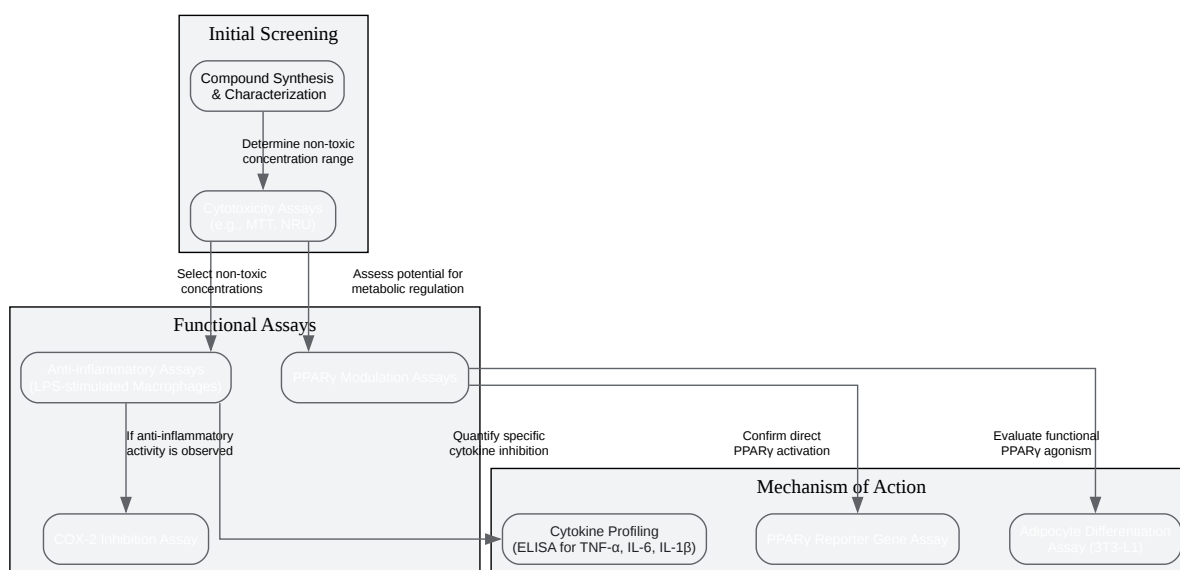 Initial Screening
Compound Synthesis
& Characterization
Determine non-toxic
concentration range
Cytotoxicity Assays
(e.g., MTT, NRU)
Select non-toxic
concentrations
Assess potential for
metabolic regulation
Functional Assays
Anti-inflammatory Assays
(LPS-stimulated Macrophages)
PPARγ Modulation Assays
If anti-inflammatory
activity is observed
Quantify specific
cytokine inhibition
Confirm direct
PPARγ activation
Evaluate functional
PPARγ agonism
Mechanism of Action
COX-2 Inhibition Assay
Cytokine Profiling
(ELISA for TNF-α, IL-6, IL-1β)
PPARγ Reporter Gene Assay
Adipocyte Differentiation
Assay (3T3-L1)